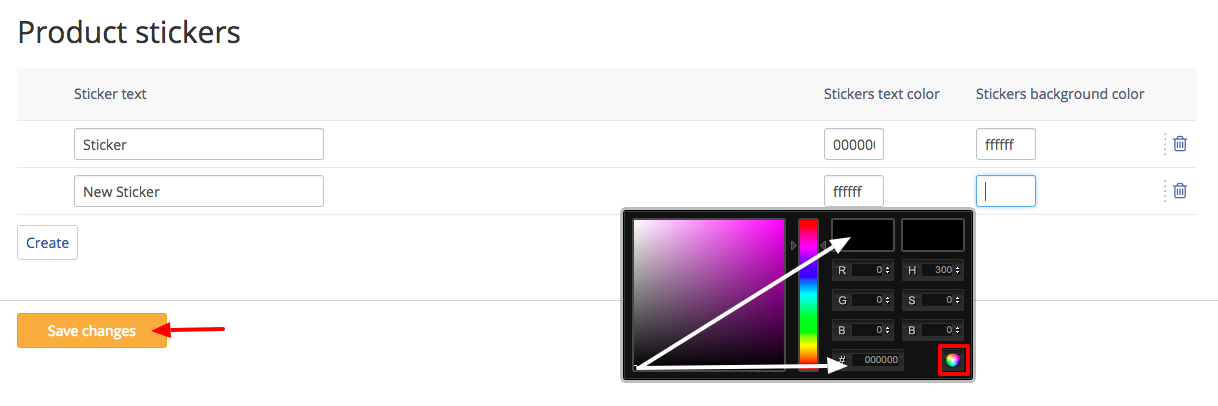 Product stickers
Sticker text Stickers text color Stickers background color
Sticker 00000 ffffff
New Sticker ffffff
Create
R 0 H 300
G 0 S 0
B 0 B 0
# 000000
Save changes